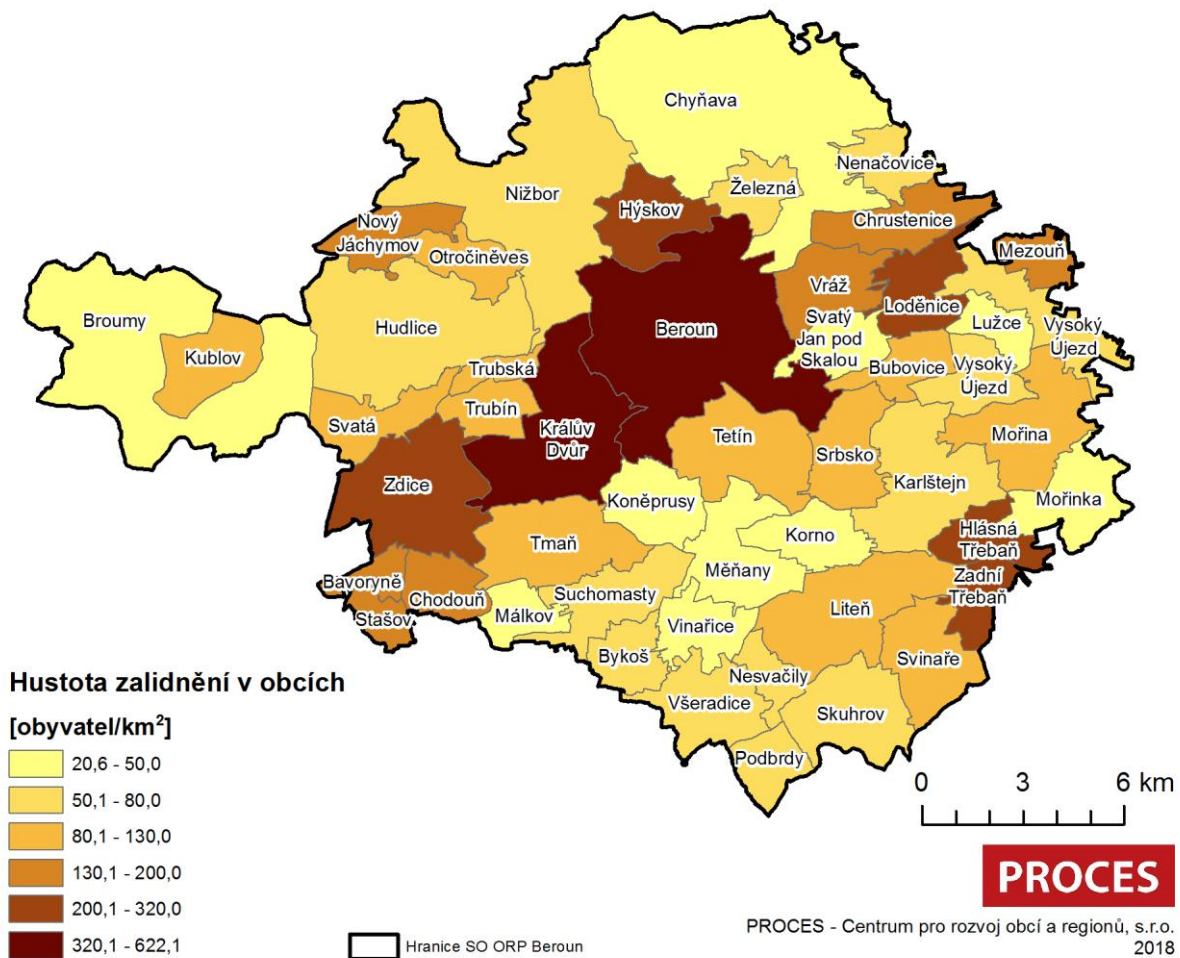 Chyňava
Nenačovice
Železná
Nižbor
Hýskov
Chrustenice
Nový
Jáchymov
Otročiněves
Mezouň
Vráž
Loděnice
Broumy
Kublov
Hudlice
Beroun
Svatý
Jan pod
Skalou
Lužce
Vysoký
Újezd
Trubská
Bubovice
Vysoký
Újezd
Trubín
Svatá
Králův
Dvůr
Tetín
Srbsko
Mořina
Zdice
Karlštejn
Koněprusy
Mořinka
Korno
Hlásná
Třebaň
Tmaň
Měňany
Zadní
Třebaň
Bavoryně
Chodouň
Suchomasty
Stašov
Málkov
Vinařice
Liteň
Bykoš
Svinaře
Nesvačily
Všeradice
Skuhrov
Podbrdy
Hustota zalidnění v obcích
[obyvatel/km²]
20,6 - 50,0
50,1 - 80,0
80,1 - 130,0
130,1 - 200,0
200,1 - 320,0
320,1 - 622,1
Hranice SO ORP Beroun
0 3 6 km
PROCES
PROCES - Centrum pro rozvoj obcí a regionů, s.r.o.
2018